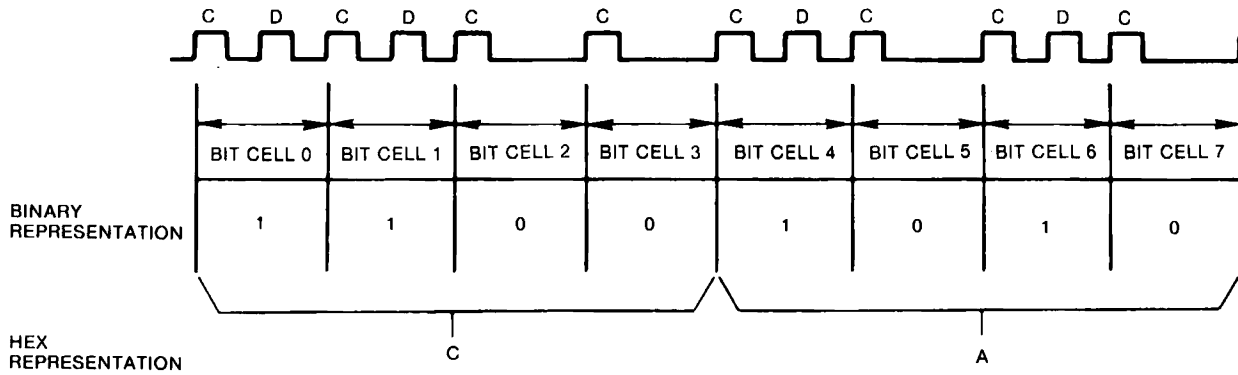 C D C D C C C D C C D C
BIT CELL 0 BIT CELL 1 BIT CELL 2 BIT CELL 3 BIT CELL 4 BIT CELL 5 BIT CELL 6 BIT CELL 7
BINARY
REPRESENTATION
1 1 0 0 1 0 1 0
HEX
REPRESENTATION
C A